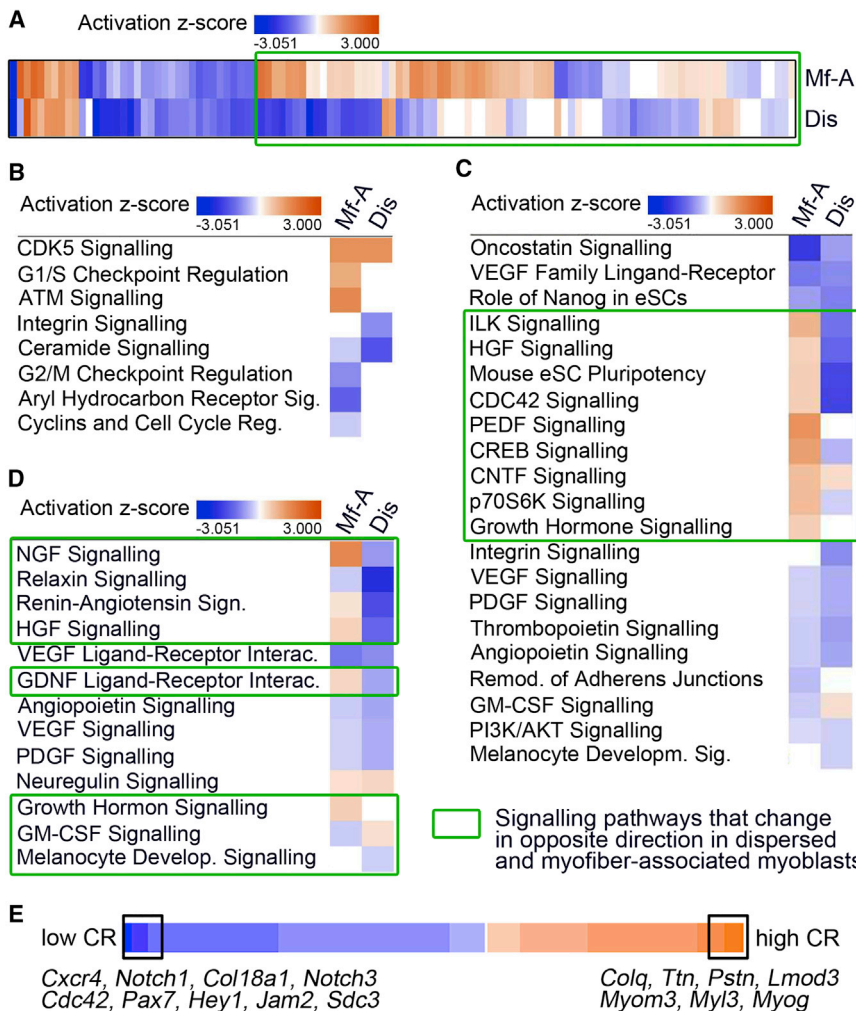 A
Activation z-score
-3.051 3.000
Mf-A
Dis
B
Activation z-score
-3.051 3.000
Mf-A
Dis
CDK5 Signalling
G1/S Checkpoint Regulation
ATM Signalling
Integrin Signalling
Ceramide Signalling
G2/M Checkpoint Regulation
Aryl Hydrocarbon Receptor Sig.
Cyclins and Cell Cycle Reg.
C
Activation z-score
-3.051 3.000
Mf-A
Dis
Oncostatin Signalling
VEGF Family Lingand-Receptor
Role of Nanog in eSCs
ILK Signalling
HGF Signalling
Mouse eSC Pluripotency
CDC42 Signalling
PEDF Signalling
CREB Signalling
CNTF Signalling
p70S6K Signalling
Growth Hormone Signalling
Integrin Signalling
VEGF Signalling
PDGF Signalling
Thrombopoietin Signalling
Angiopoietin Signalling
Remod. of Adherens Junctions
GM-CSF Signalling
PI3K/AKT Signalling
Melanocyte Developm. Sig.
D
Activation z-score
-3.051 3.000
Mf-A
Dis
NGF Signalling
Relaxin Signalling
Renin-Angiotensin Sign.
HGF Signalling
VEGF Ligand-Receptor Interac.
GDNF Ligand-Receptor Interac.
Angiopoietin Signalling
VEGF Signalling
PDGF Signalling
Neuregulin Signalling
Growth Hormon Signalling
GM-CSF Signalling
Melanocyte Develop. Signalling
Signalling pathways that change
in opposite direction in dispersed
and myofiber-associated myoblasts
E
low CR
high CR
Cxcr4, Notch1, Col18a1, Notch3
Cdc42, Pax7, Hey1, Jam2, Sdc3
Colq, Ttn, Pstn, Lmod3
Myom3, Myl3, Myog